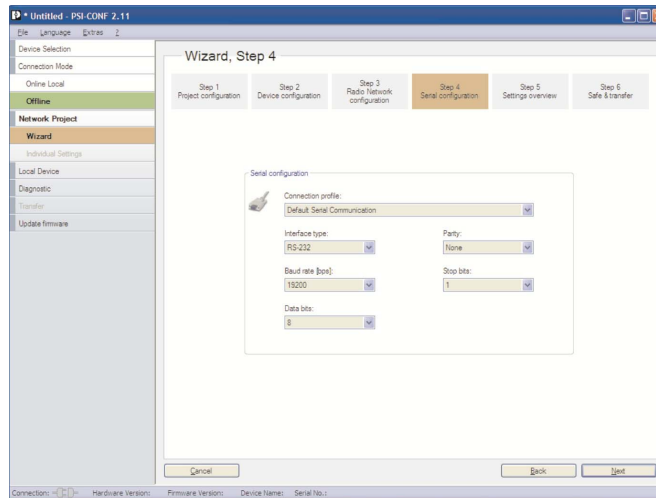 * Untitled - PSI-CONF 2.11
File Language Extras ?
Device Selection
Connection Mode
Online Local
Offline
Network Project
Wizard
Individual Settings
Local Device
Diagnostic
Transfer
Update firmware
Wizard, Step 4
Step 1
Project configuration
Step 2
Device configuration
Step 3
Radio Network
configuration
Step 4
Serial configuration
Step 5
Settings overview
Step 6
Safe & transfer
Serial configuration
Connection profile:
Default Serial Communication
Interface type:
RS-232
Parity:
None
Baud rate [bps]:
19200
Stop bits:
1
Data bits:
8
Cancel
Back
Next
Connection: Hardware Version: Firmware Version: Device Name: Serial No.: